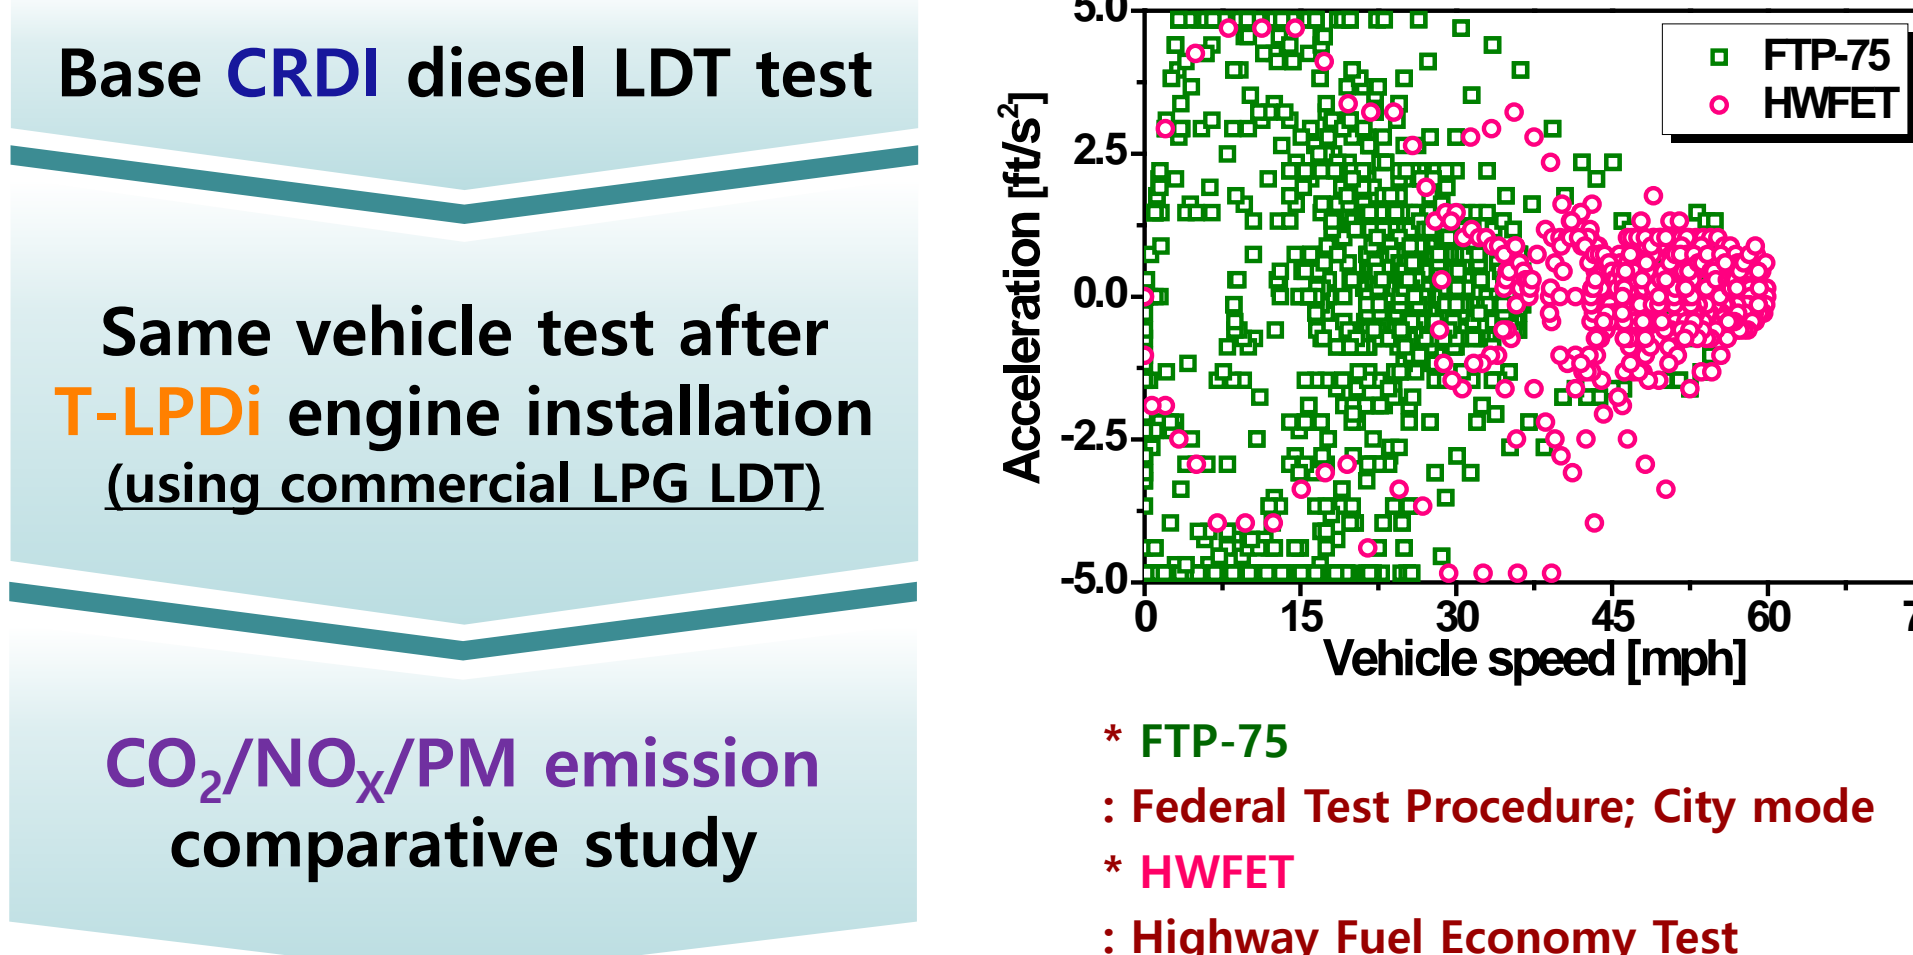 Base CRDI diesel LDT test
Same vehicle test after
T-LPDi engine installation
(using commercial LPG LDT)
CO₂/NOₓ/PM emission
comparative study
5.0
2.5
0.0
-2.5
-5.0
Acceleration [ft/s²]
FTP-75
HWFET
0 15 30 45 60
Vehicle speed [mph]
* FTP-75
: Federal Test Procedure; City mode
* HWFET
: Highway Fuel Economy Test